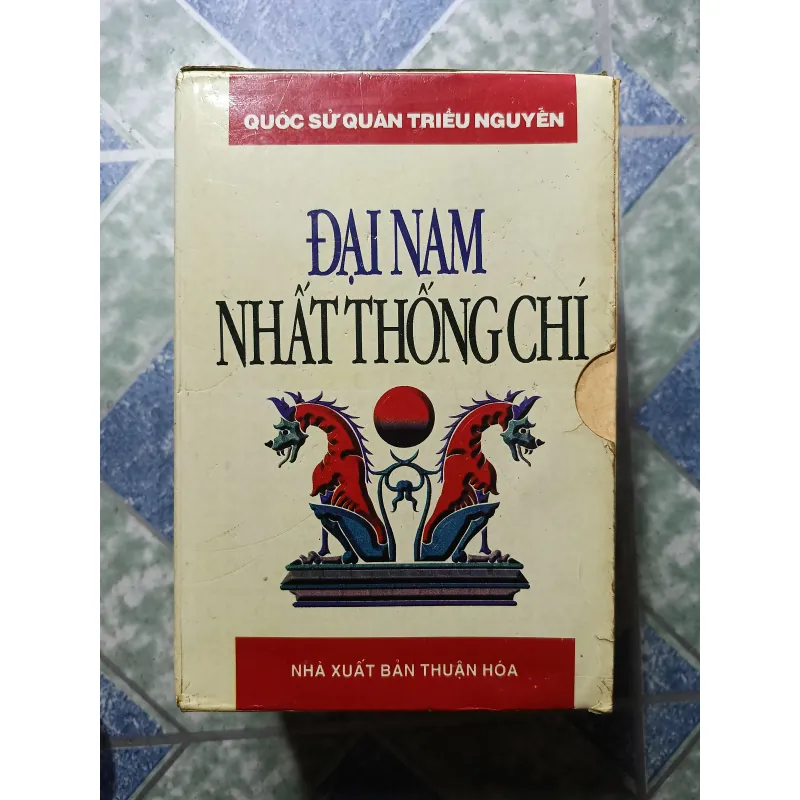 QUỐC SỬ QUÁN TRIỀU NGUYỄN
ĐẠI NAM
NHẤT THỐNG CHÍ
NHÀ XUẤT BẢN THUẬN HÓA